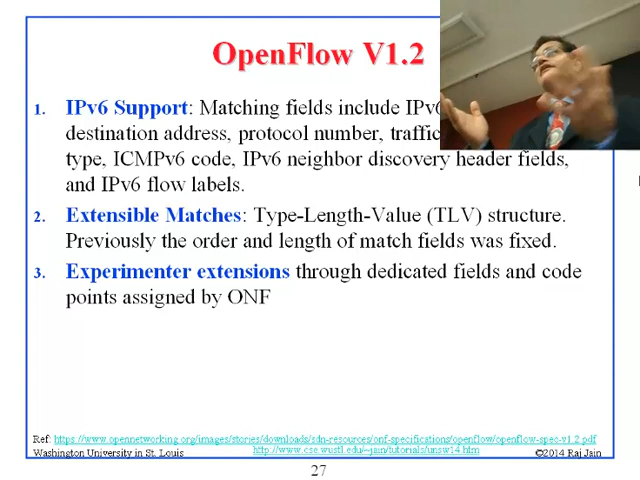 OpenFlow V1.2
1. IPv6 Support: Matching fields include IPv6
destination address, protocol number, traffic
type, ICMPv6 code, IPv6 neighbor discovery header fields,
and IPv6 flow labels.
2. Extensible Matches: Type-Length-Value (TLV) structure.
Previously the order and length of match fields was fixed.
3. Experimenter extensions through dedicated fields and code
points assigned by ONF
Ref: https://www.opennetworking.org/images/stories/downloads/sdn-resources/onf-specifications/openflow/openflow-spec-v1.2.pdf
Washington University in St. Louis http://www.cse.wustl.edu/~jain/tutorials/unsw14.htm ©2014 Raj Jain
27